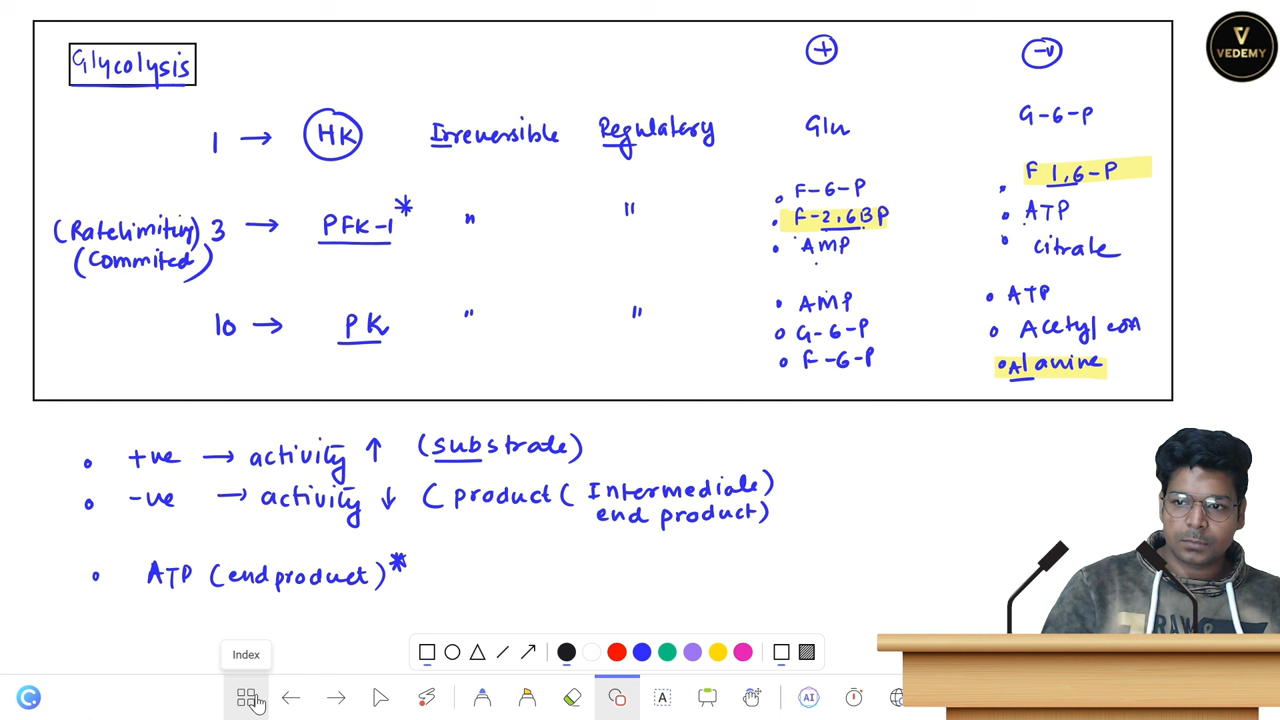 VEDEMY
Glycolysis
+ -ve
1 → HK Irreversible Regulatory Glu G-6-P
(Ratelimiting) 3 → PFK-1* " " • F-6-P • F 1,6-P
(Commited) • F-2,6BP • ATP
• AMP • citrate
10 → PK " " • AMP • ATP
• G-6-P • Acetyl coA
• F-6-P • Alanine
• +ve → activity ↑ (substrate)
• -ve → activity ↓ (product (Intermediate)
end product)
• ATP (end product)*
Index
A
AI